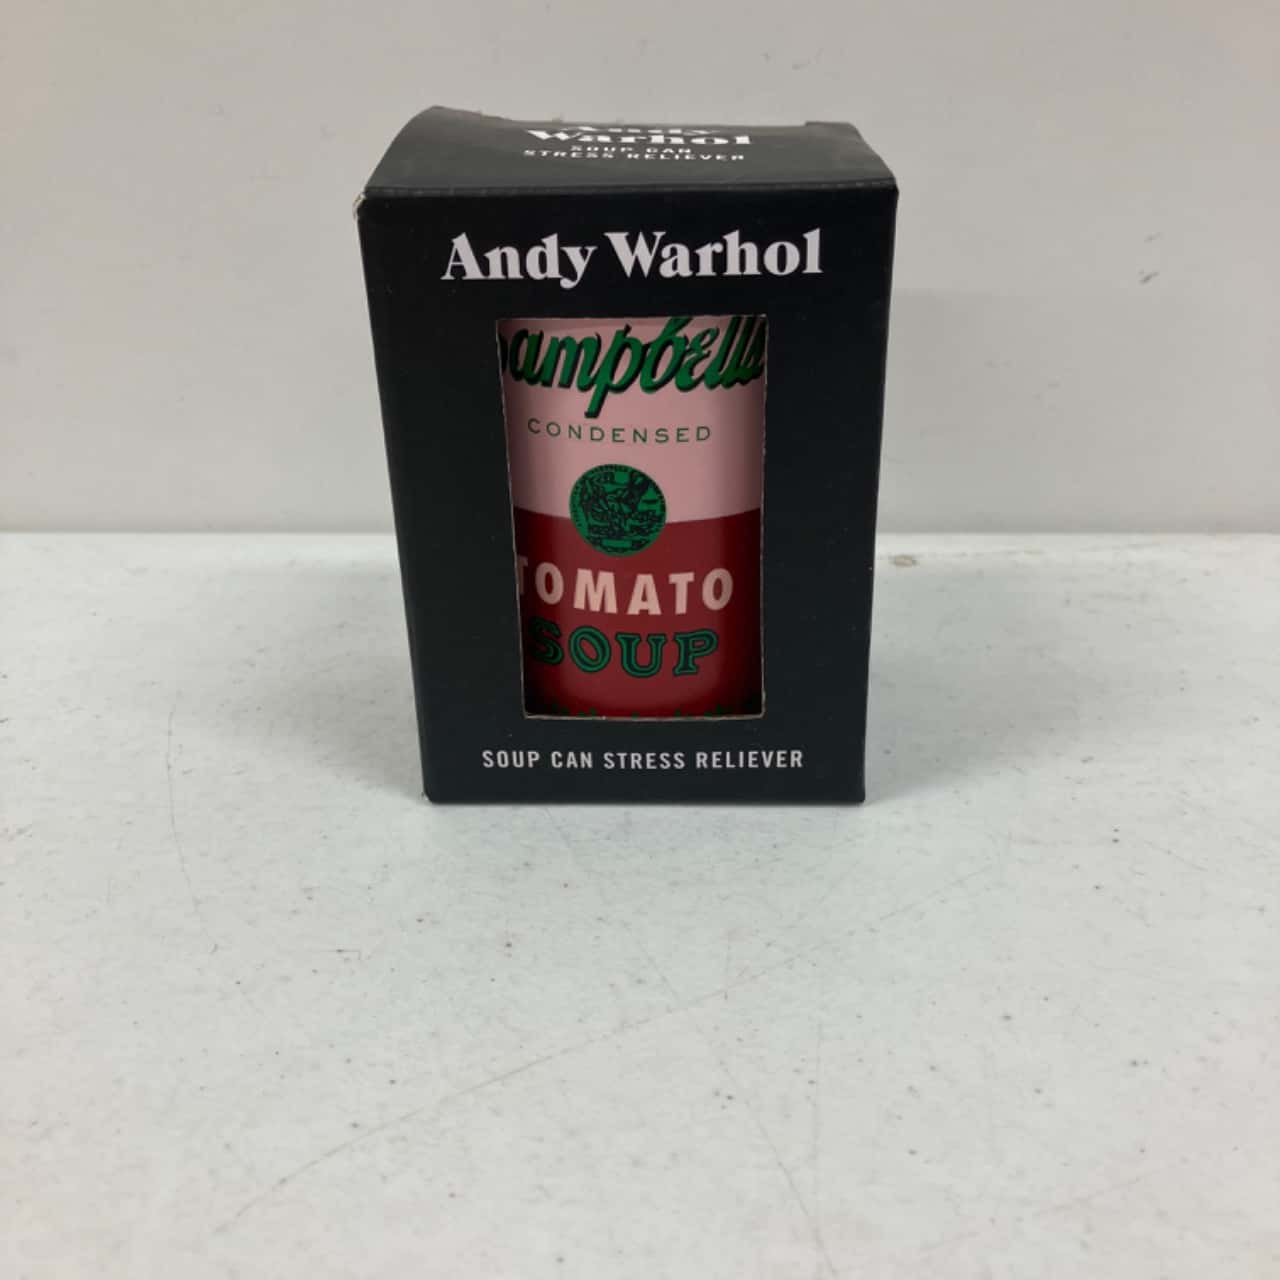 Andy
Warhol
SOUP CAN
STRESS RELIEVER
Andy Warhol
ampbell's
CONDENSED
TOMATO
SOUP
SOUP CAN STRESS RELIEVER